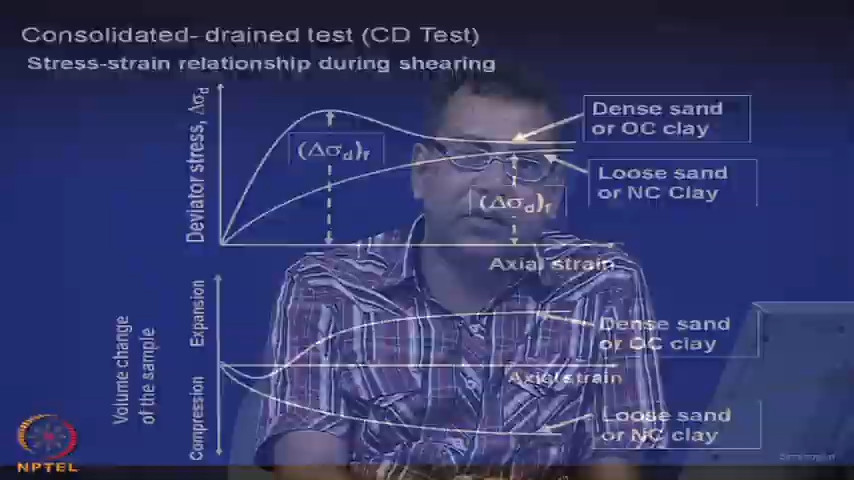 Consolidated- drained test (CD Test)
Stress-strain relationship during shearing
Deviator stress, Δσd
(Δσd)f
(Δσd)f
Dense sand
or OC clay
Loose sand
or NC Clay
Axial strain
Volume change
of the sample
Expansion
Compression
Dense sand
or OC clay
Axial strain
Loose sand
or NC clay
NPTEL